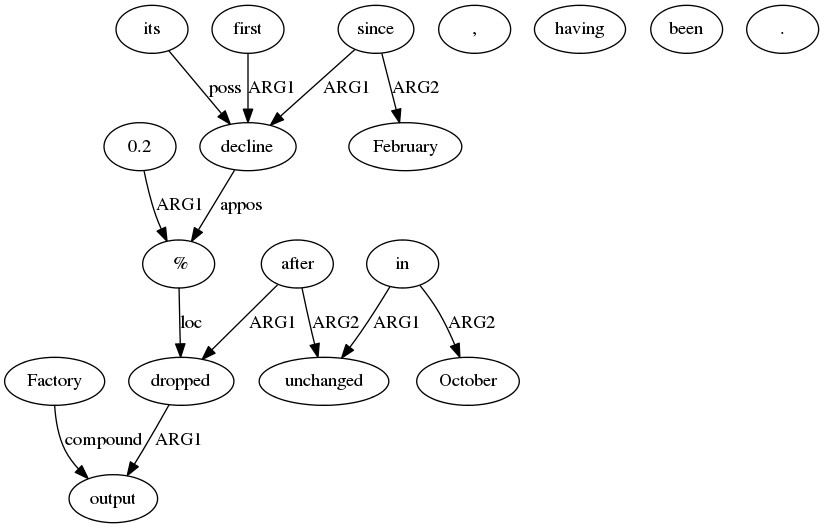 its first since , having been .
poss ARG1 ARG1 ARG2
0.2 decline February
ARG1 appos
% after in
loc ARG1 ARG2 ARG1 ARG2
Factory dropped unchanged October
compound ARG1
output